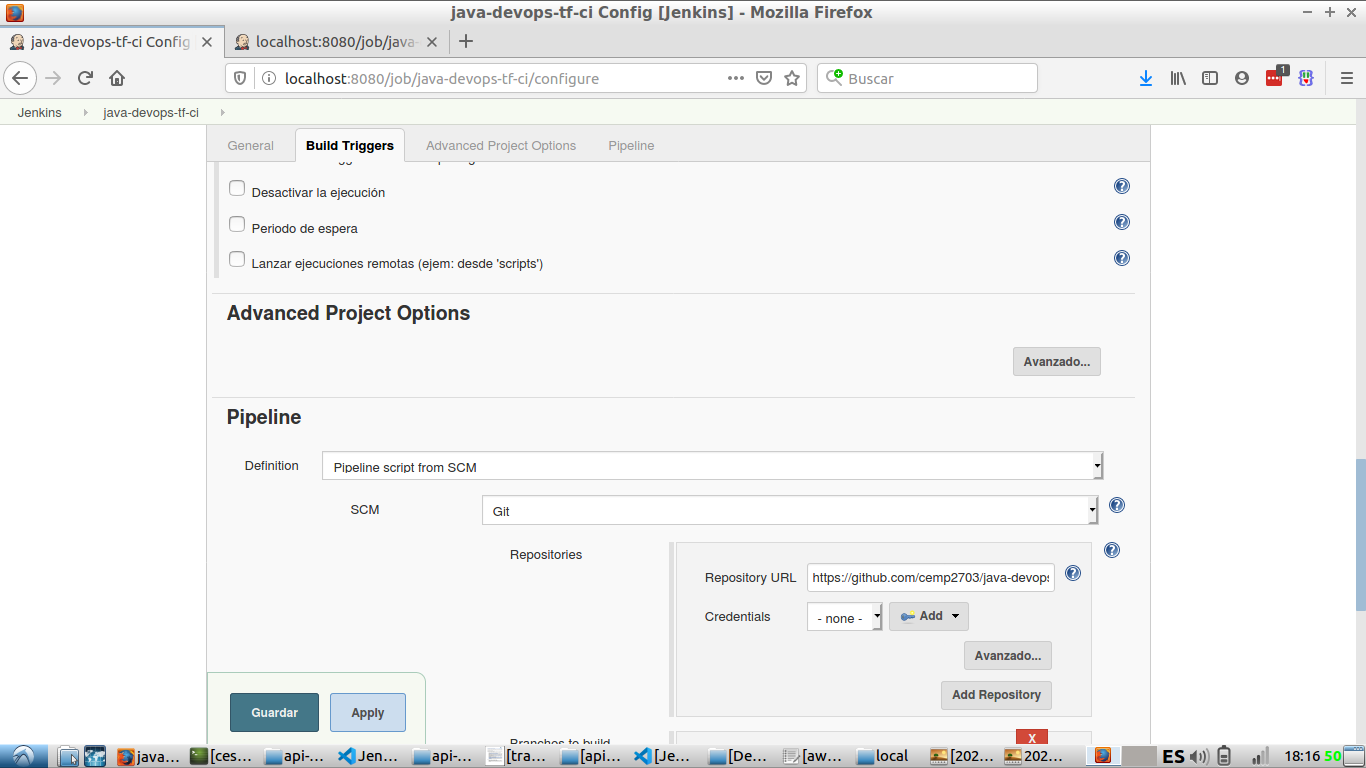 java-devops-tf-ci Config [Jenkins] - Mozilla Firefox
java-devops-tf-ci Config
localhost:8080/job/java-
localhost:8080/job/java-devops-tf-ci/configure
Buscar
1
Jenkins
java-devops-tf-ci
General
Build Triggers
Advanced Project Options
Pipeline
Desactivar la ejecución
Periodo de espera
Lanzar ejecuciones remotas (ejem: desde 'scripts')
Advanced Project Options
Avanzado...
Pipeline
Definition
Pipeline script from SCM
SCM
Git
Repositories
Repository URL
https://github.com/cemp2703/java-devops
Credentials
- none -
Add
Avanzado...
Add Repository
Guardar
Apply
Branches to build
X
java...
[ces...
api-...
Jen...
api-...
[tra...
[api...
[Je...
[De...
[aw...
local
[202...
202...
ES
18:16
50